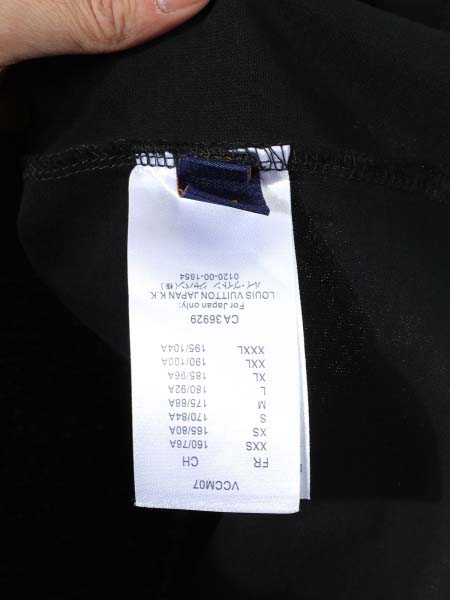 VCCM07
FR CH
XXS 160/76A
XS 165/80A
S 170/84A
M 175/88A
L 180/92A
XL 185/96A
XXL 190/100A
XXXL 195/104A
CA 36929
For Japan only:
LOUIS VUITTON JAPAN K.K.
ルイ・ヴィトン ジャパン(株)
0120-00-1854